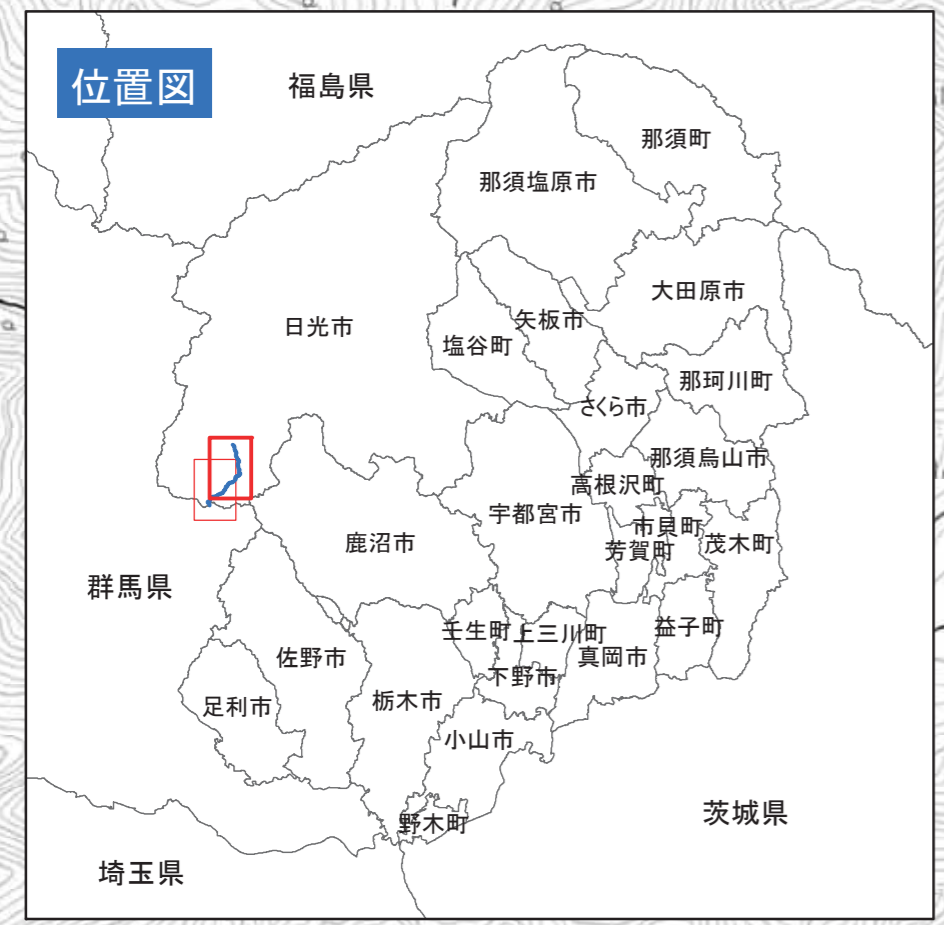 位置図
福島県
那須町
那須塩原市
大田原市
日光市
矢板市
塩谷町
那珂川町
さくら市
那須烏山市
高根沢町
宇都宮市
市貝町
芳賀町
茂木町
鹿沼市
群馬県
壬生町
上三川町
益子町
真岡市
佐野市
下野市
足利市
栃木市
小山市
野木町
茨城県
埼玉県